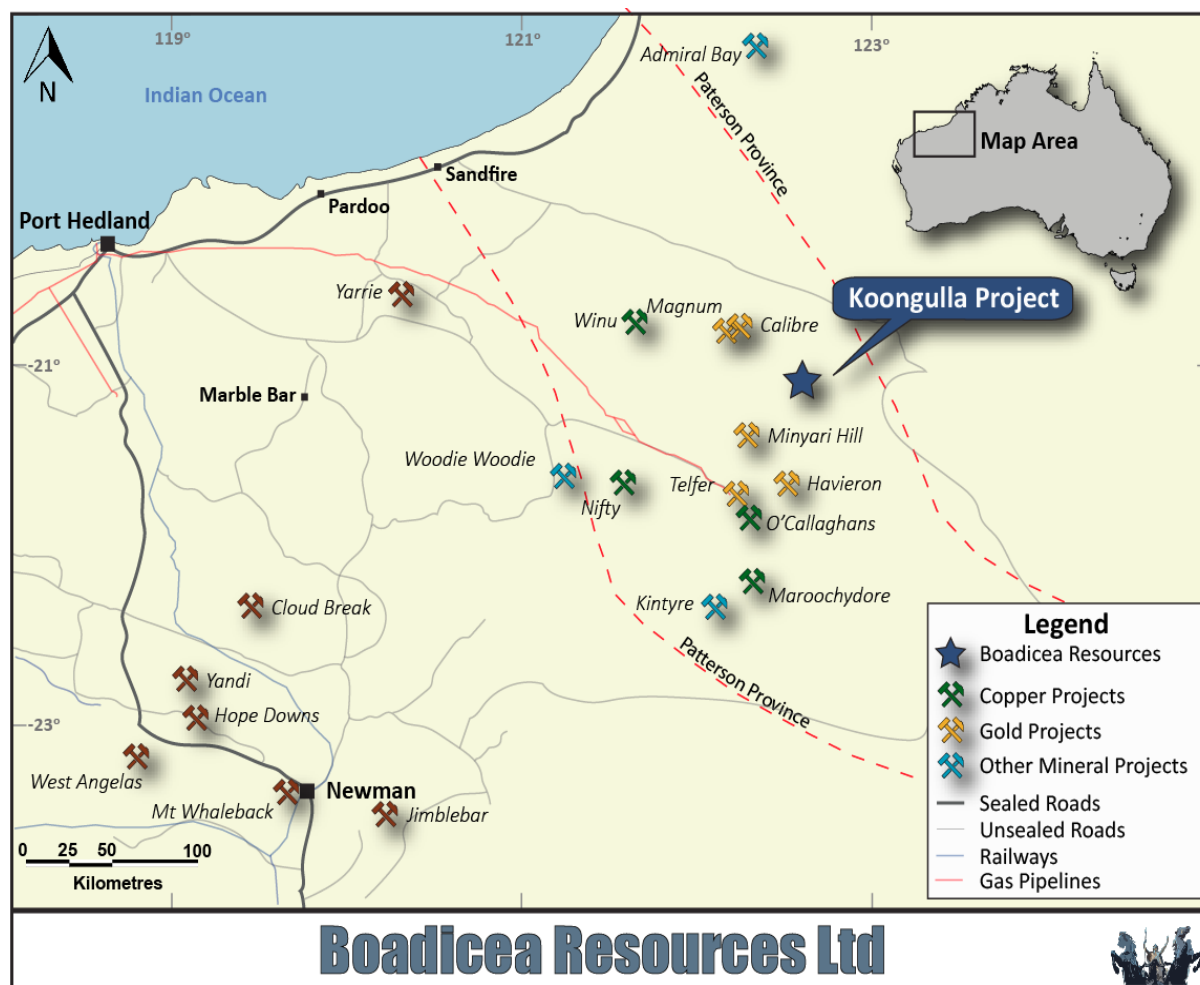 119°
121°
123°
N
Indian Ocean
Admiral Bay
Paterson Province
Map Area
Sandfire
Pardoo
Port Hedland
Koongulla Project
Yarrie
Winu
Magnum
Calibre
-21°
Marble Bar
Minyari Hill
Woodie Woodie
Nifty
Telfer
Havieron
O'Callaghans
Cloud Break
Kintyre
Maroochydore
Patterson Province
Yandi
Hope Downs
-23°
West Angelas
Mt Whaleback
Newman
Jimblebar
0 25 50 100
Kilometres
Legend
Boadicea Resources
Copper Projects
Gold Projects
Other Mineral Projects
Sealed Roads
Unsealed Roads
Railways
Gas Pipelines
Boadicea Resources Ltd